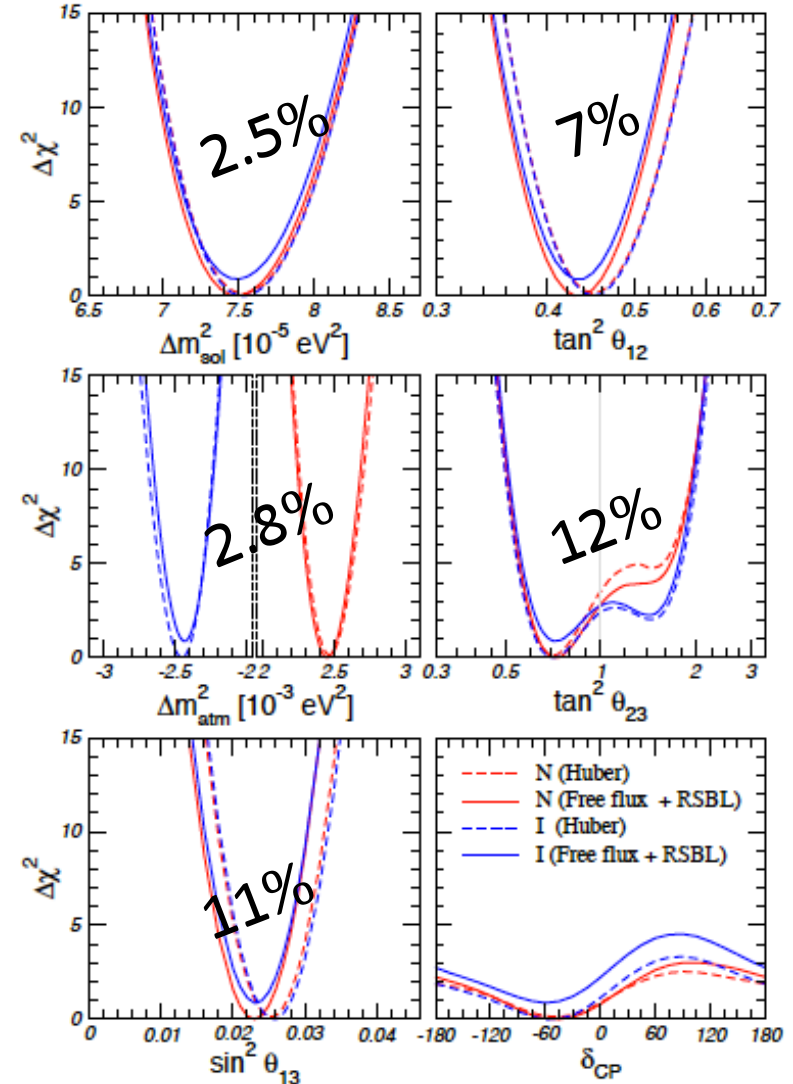 15
10
5
0
Δχ²
2.5%
6.5 7 7.5 8 8.5
Δm²sol [10⁻⁵ eV²]
7%
0.3 0.4 0.5 0.6 0.7
tan² θ₁₂
15
10
5
0
Δχ²
2.8%
-3 -2.5 -2 2 2.5 3
Δm²atm [10⁻³ eV²]
12%
0.3 0.5 1 2 3
tan² θ₂₃
15
10
5
0
Δχ²
11%
0 0.01 0.02 0.03 0.04
sin² θ₁₃
N (Huber)
N (Free flux + RSBL)
I (Huber)
I (Free flux + RSBL)
-180 -120 -60 0 60 120 180
δCP